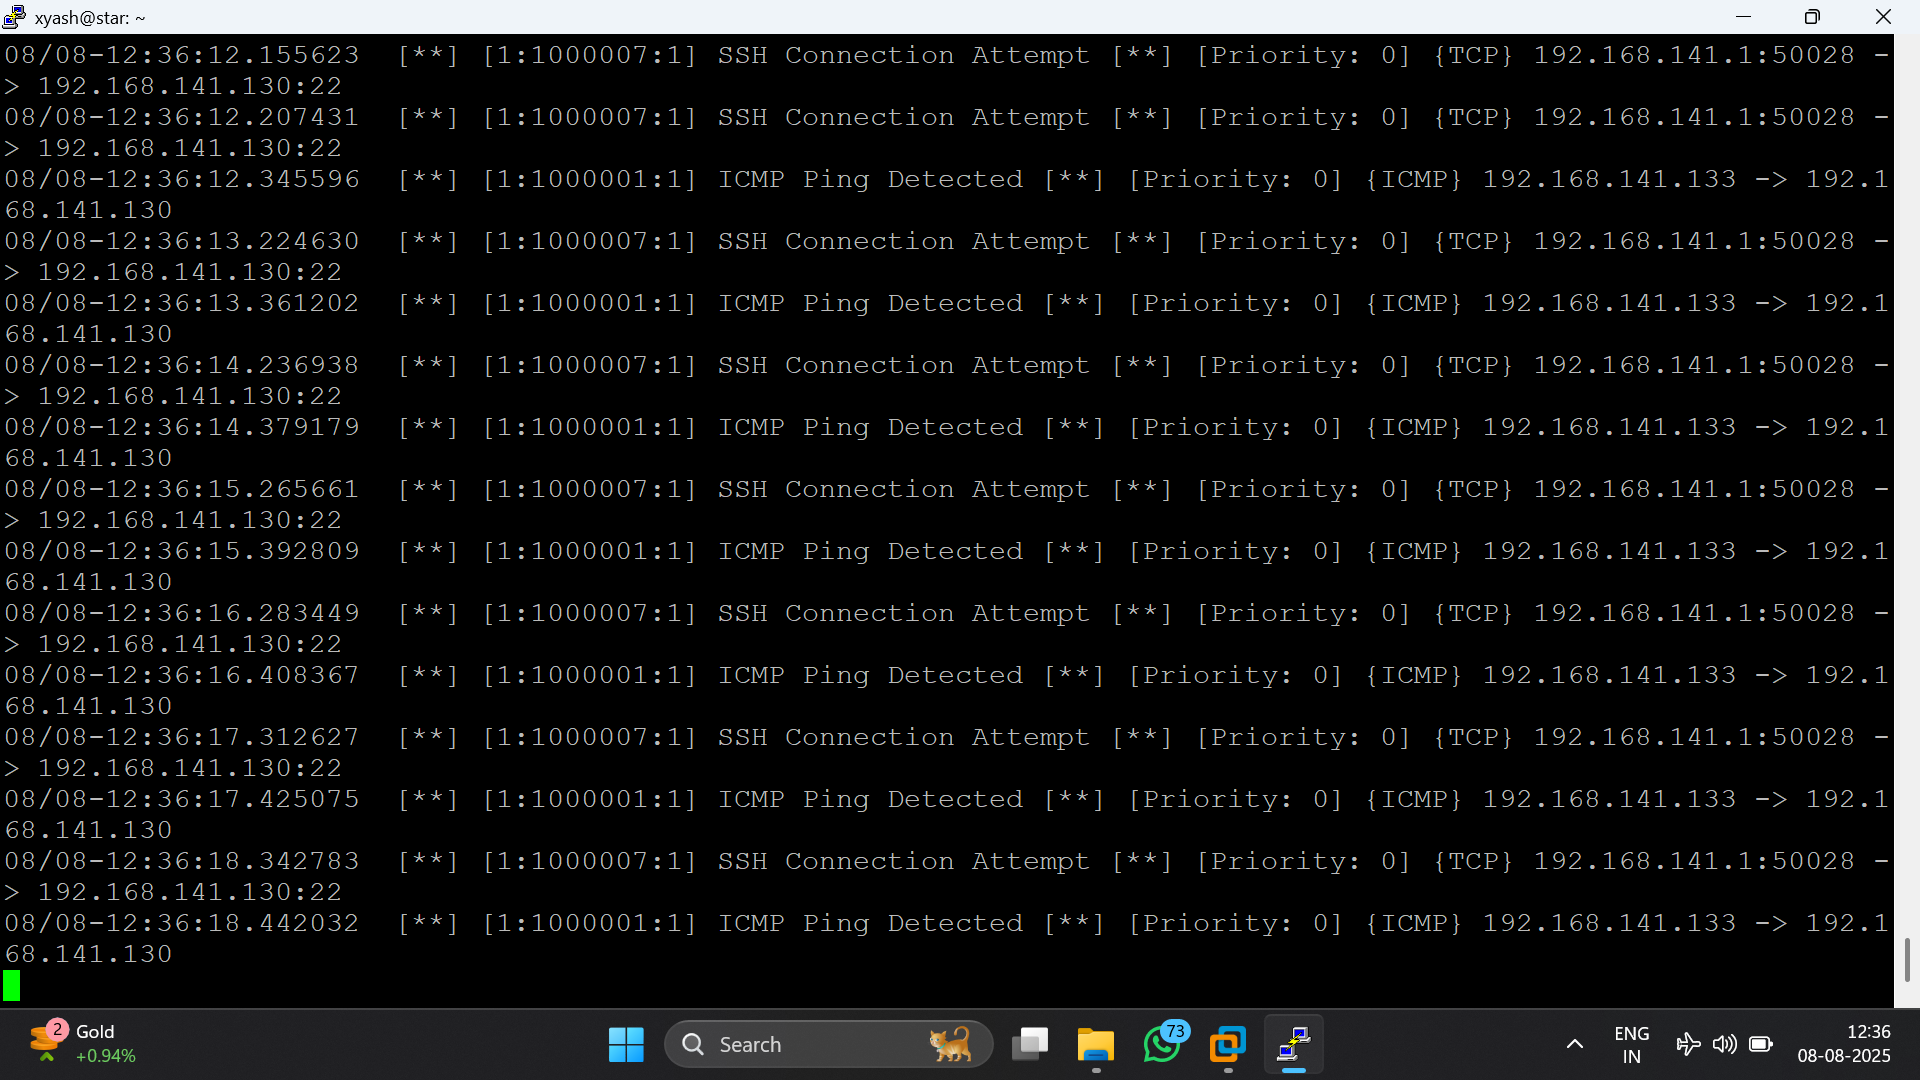 xyash@star: ~
08/08-12:36:12.155623  [**] [1:1000007:1] SSH Connection Attempt [**] [Priority: 0] {TCP} 192.168.141.1:50028 -
> 192.168.141.130:22
08/08-12:36:12.207431  [**] [1:1000007:1] SSH Connection Attempt [**] [Priority: 0] {TCP} 192.168.141.1:50028 -
> 192.168.141.130:22
08/08-12:36:12.345596  [**] [1:1000001:1] ICMP Ping Detected [**] [Priority: 0] {ICMP} 192.168.141.133 -> 192.1
68.141.130
08/08-12:36:13.224630  [**] [1:1000007:1] SSH Connection Attempt [**] [Priority: 0] {TCP} 192.168.141.1:50028 -
> 192.168.141.130:22
08/08-12:36:13.361202  [**] [1:1000001:1] ICMP Ping Detected [**] [Priority: 0] {ICMP} 192.168.141.133 -> 192.1
68.141.130
08/08-12:36:14.236938  [**] [1:1000007:1] SSH Connection Attempt [**] [Priority: 0] {TCP} 192.168.141.1:50028 -
> 192.168.141.130:22
08/08-12:36:14.379179  [**] [1:1000001:1] ICMP Ping Detected [**] [Priority: 0] {ICMP} 192.168.141.133 -> 192.1
68.141.130
08/08-12:36:15.265661  [**] [1:1000007:1] SSH Connection Attempt [**] [Priority: 0] {TCP} 192.168.141.1:50028 -
> 192.168.141.130:22
08/08-12:36:15.392809  [**] [1:1000001:1] ICMP Ping Detected [**] [Priority: 0] {ICMP} 192.168.141.133 -> 192.1
68.141.130
08/08-12:36:16.283449  [**] [1:1000007:1] SSH Connection Attempt [**] [Priority: 0] {TCP} 192.168.141.1:50028 -
> 192.168.141.130:22
08/08-12:36:16.408367  [**] [1:1000001:1] ICMP Ping Detected [**] [Priority: 0] {ICMP} 192.168.141.133 -> 192.1
68.141.130
08/08-12:36:17.312627  [**] [1:1000007:1] SSH Connection Attempt [**] [Priority: 0] {TCP} 192.168.141.1:50028 -
> 192.168.141.130:22
08/08-12:36:17.425075  [**] [1:1000001:1] ICMP Ping Detected [**] [Priority: 0] {ICMP} 192.168.141.133 -> 192.1
68.141.130
08/08-12:36:18.342783  [**] [1:1000007:1] SSH Connection Attempt [**] [Priority: 0] {TCP} 192.168.141.1:50028 -
> 192.168.141.130:22
08/08-12:36:18.442032  [**] [1:1000001:1] ICMP Ping Detected [**] [Priority: 0] {ICMP} 192.168.141.133 -> 192.1
68.141.130
2
Gold
+0.94%
Search
73
ENG
IN
12:36
08-08-2025